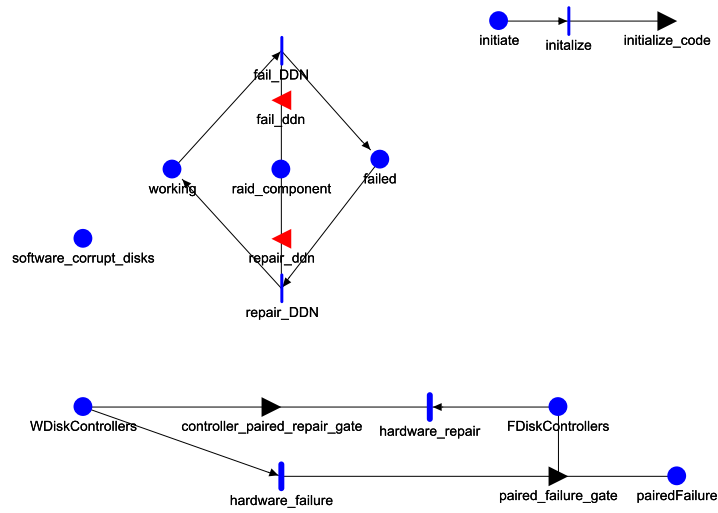 initiate
initalize
initialize_code
fail_DDN
fail_ddn
working
raid_component
failed
software_corrupt_disks
repair_ddn
repair_DDN
WDiskControllers
controller_paired_repair_gate
hardware_repair
FDiskControllers
hardware_failure
paired_failure_gate
pairedFailure